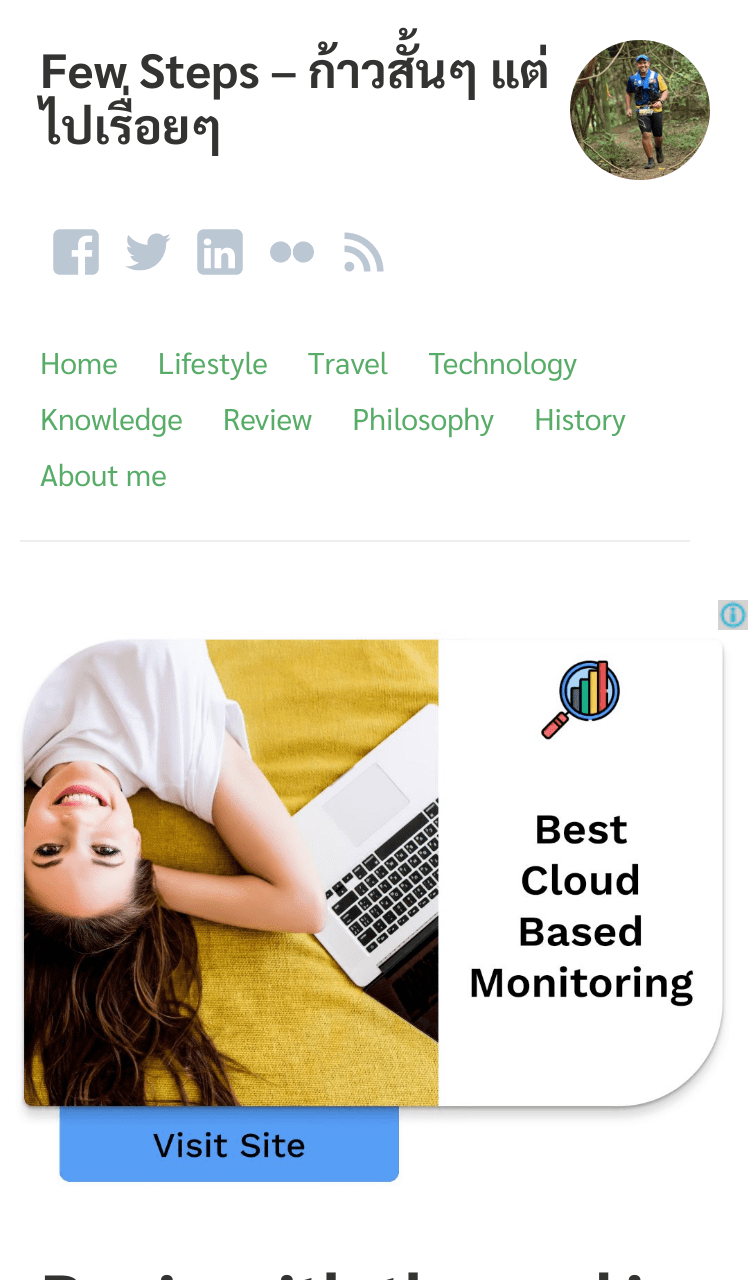 Few Steps – ก้าวสั้นๆ แต่
ไปเรื่อยๆ
Home Lifestyle Travel Technology
Knowledge Review Philosophy History
About me
Best
Cloud
Based
Monitoring
Visit Site